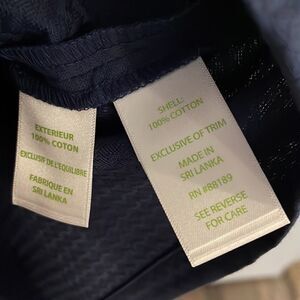 EXTERIEUR
100% COTON
EXCLUSIF DE L'EQUILIBRE
FABRIQUE EN
SRI LANKA
SHELL:
100% COTTON
EXCLUSIVE OF TRIM
MADE IN
SRI LANKA
RN #88189
SEE REVERSE
FOR CARE